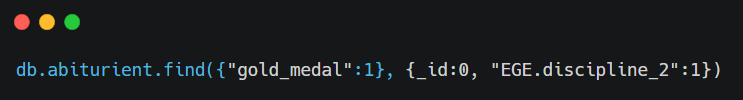 db.abiturient.find({"gold_medal":1}, {_id:0, "EGE.discipline_2":1})